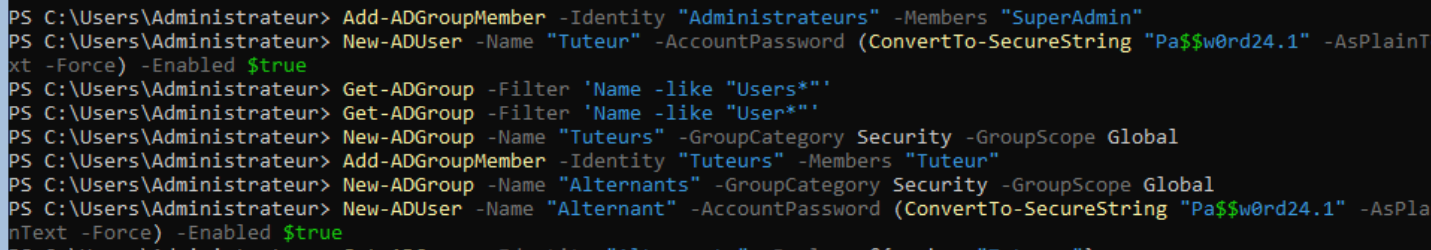 PS C:\Users\Administrateur> Add-ADGroupMember -Identity "Administrateurs" -Members "SuperAdmin"
PS C:\Users\Administrateur> New-ADUser -Name "Tuteur" -AccountPassword (ConvertTo-SecureString "Pa$$w0rd24.1" -AsPlainT
xt -Force) -Enabled $true
PS C:\Users\Administrateur> Get-ADGroup -Filter 'Name -like "Users*"'
PS C:\Users\Administrateur> Get-ADGroup -Filter 'Name -like "User*"'
PS C:\Users\Administrateur> New-ADGroup -Name "Tuteurs" -GroupCategory Security -GroupScope Global
PS C:\Users\Administrateur> Add-ADGroupMember -Identity "Tuteurs" -Members "Tuteur"
PS C:\Users\Administrateur> New-ADGroup -Name "Alternants" -GroupCategory Security -GroupScope Global
PS C:\Users\Administrateur> New-ADUser -Name "Alternant" -AccountPassword (ConvertTo-SecureString "Pa$$w0rd24.1" -AsPla
nText -Force) -Enabled $true